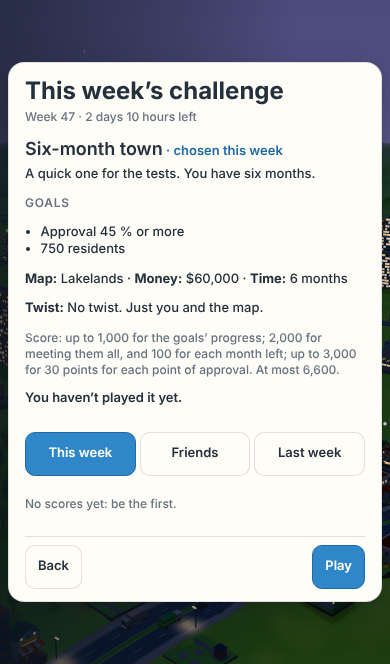 This week’s challenge
Week 47 · 2 days 10 hours left
Six-month town · chosen this week
A quick one for the tests. You have six months.
GOALS
• Approval 45 % or more
• 750 residents
Map: Lakelands · Money: $60,000 · Time: 6 months
Twist: No twist. Just you and the map.
Score: up to 1,000 for the goals’ progress; 2,000 for
meeting them all, and 100 for each month left; up to 3,000
for 30 points for each point of approval. At most 6,600.
You haven’t played it yet.
This week Friends Last week
No scores yet: be the first.
Back Play